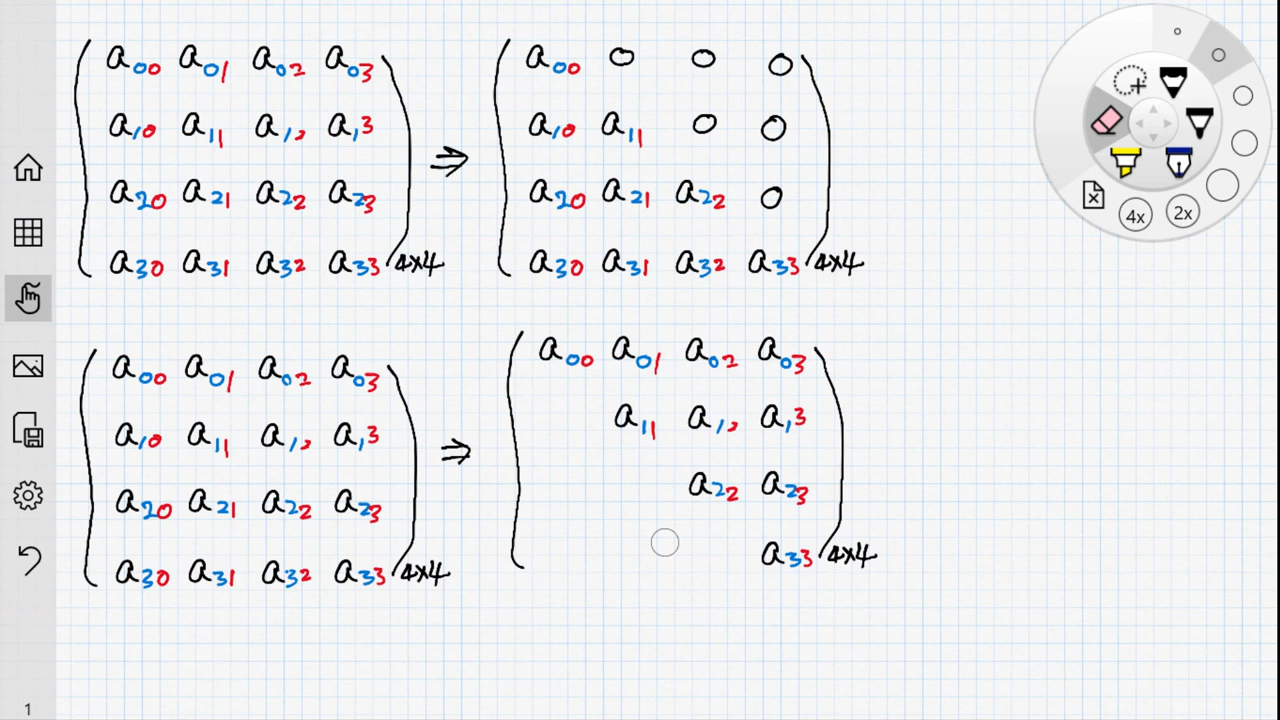 a00 a01 a02 a03 a00 0 0 0
a10 a11 a12 a13 a10 a11 0 0
⇒
a20 a21 a22 a23 a20 a21 a22 0
a30 a31 a32 a33 4x4 a30 a31 a32 a33 4x4
a00 a01 a02 a03 a00 a01 a02 a03
a10 a11 a12 a13 a11 a12 a13
⇒
a20 a21 a22 a23 a22 a23
a30 a31 a32 a33 4x4 a33 4x4
4x 2x
1